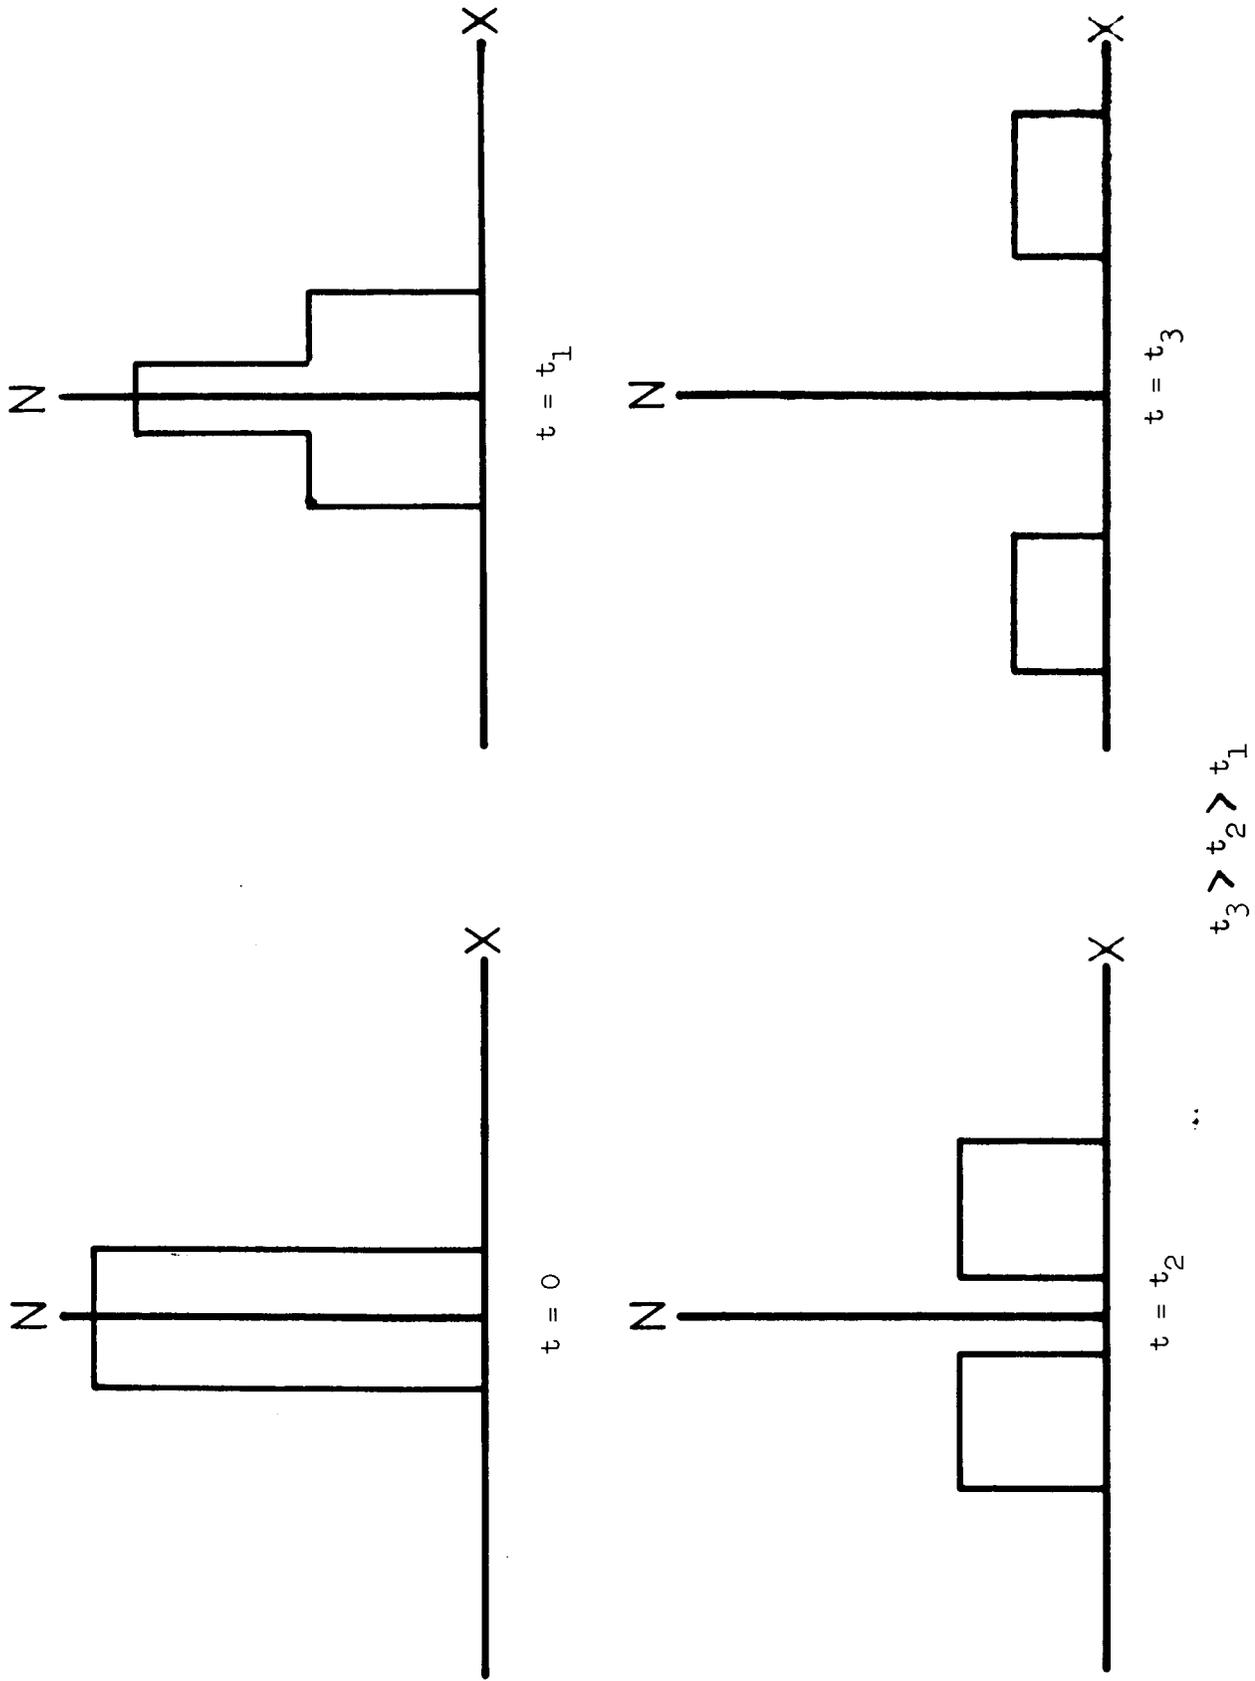 N
X
t = 0
N
X
t = t₁
N
X
t = t₂
N
X
t = t₃
t₃ > t₂ > t₁